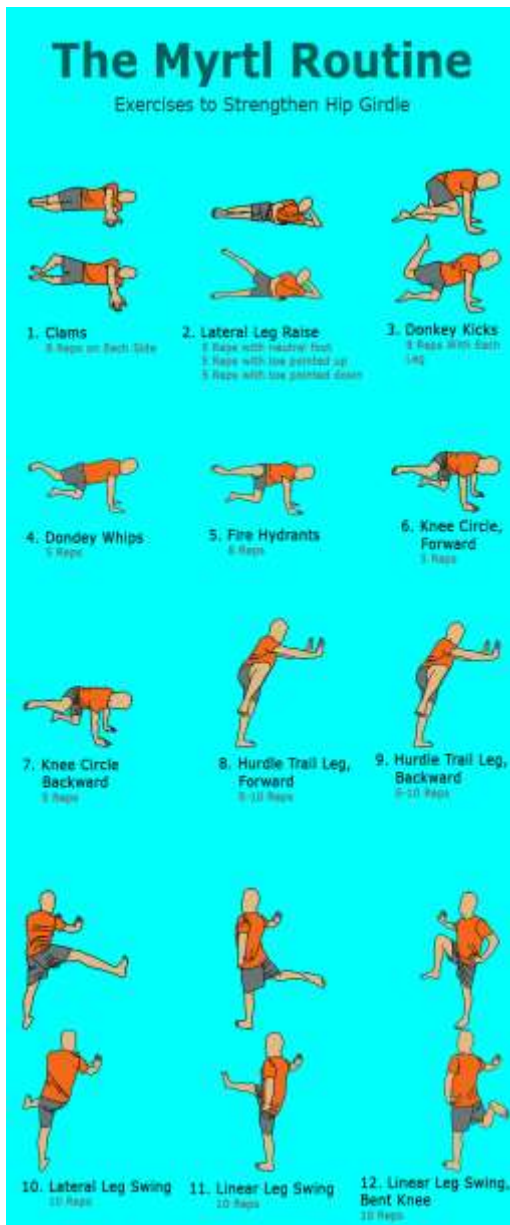 The Myrtl Routine
Exercises to Strengthen Hip Girdle
1. Clams
8 Reps on Each Side
2. Lateral Leg Raise
5 Reps with neutral foot
5 Reps with toe pointed up
5 Reps with toe pointed down
3. Donkey Kicks
8 Reps With Each
Leg
4. Dondey Whips
5 Reps
5. Fire Hydrants
8 Reps
6. Knee Circle,
Forward
5 Reps
7. Knee Circle
Backward
5 Reps
8. Hurdle Trail Leg,
Forward
5-10 Reps
9. Hurdle Trail Leg,
Backward
5-10 Reps
10. Lateral Leg Swing
10 Reps
11. Linear Leg Swing
10 Reps
12. Linear Leg Swing,
Bent Knee
10 Reps